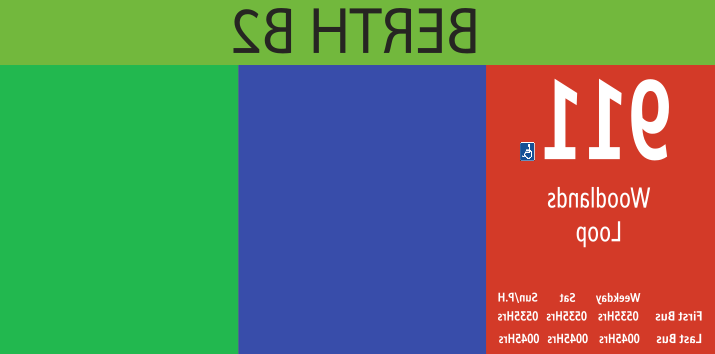 BERTH B2
911
Woodlands
Loop
Weekday Sat Sun/P.H
First Bus 0535Hrs 0535Hrs 0535Hrs
Last Bus 0045Hrs 0045Hrs 0045Hrs